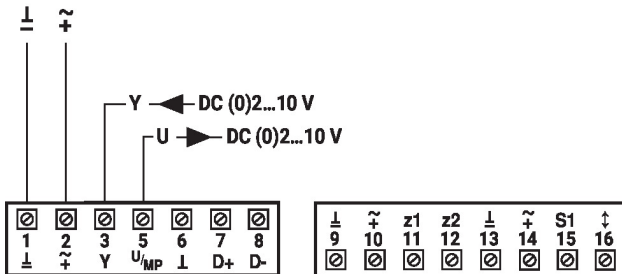 ⊥ ~
− +
Y DC (0)2...10 V
U DC (0)2...10 V
1 2 3 5 6 7 8
⊥ ~ Y U/MP ⊥ D+ D-
− +
⊥ ~ z1 z2 ⊥ ~ S1 ↕
− + − +
9 10 11 12 13 14 15 16